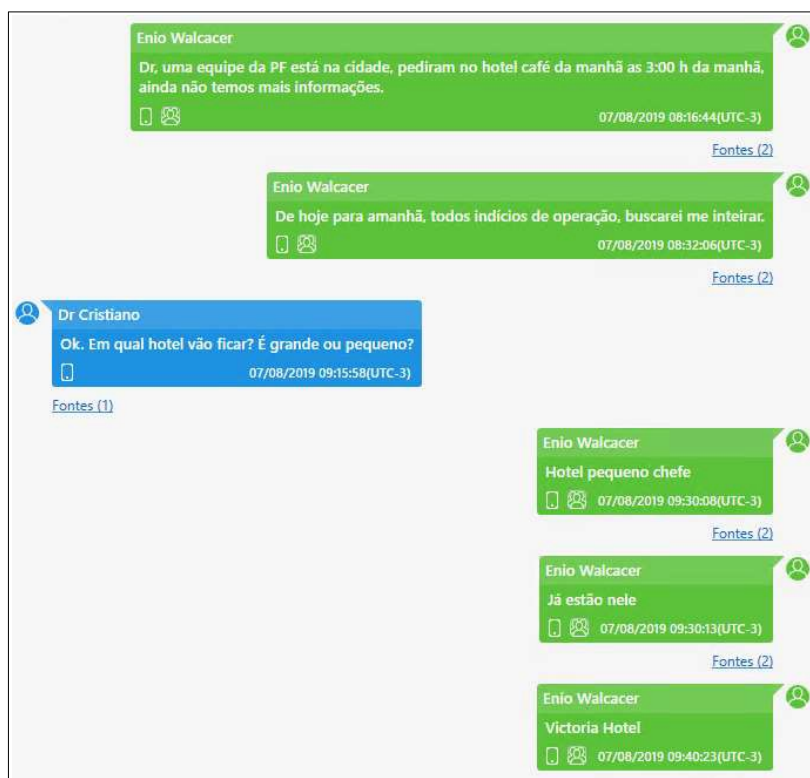 Enio Walcacer
Dr, uma equipe da PF está na cidade, pediram no hotel café da manhã as 3:00 h da manhã,
ainda não temos mais informações.
07/08/2019 08:16:44(UTC-3)
Fontes (2)
Enio Walcacer
De hoje para amanhã, todos indícios de operação, buscarei me inteirar.
07/08/2019 08:32:06(UTC-3)
Fontes (2)
Dr Cristiano
Ok. Em qual hotel vão ficar? É grande ou pequeno?
07/08/2019 09:15:58(UTC-3)
Fontes (1)
Enio Walcacer
Hotel pequeno chefe
07/08/2019 09:30:08(UTC-3)
Fontes (2)
Enio Walcacer
Já estão nele
07/08/2019 09:30:13(UTC-3)
Fontes (2)
Enio Walcacer
Victoria Hotel
07/08/2019 09:40:23(UTC-3)